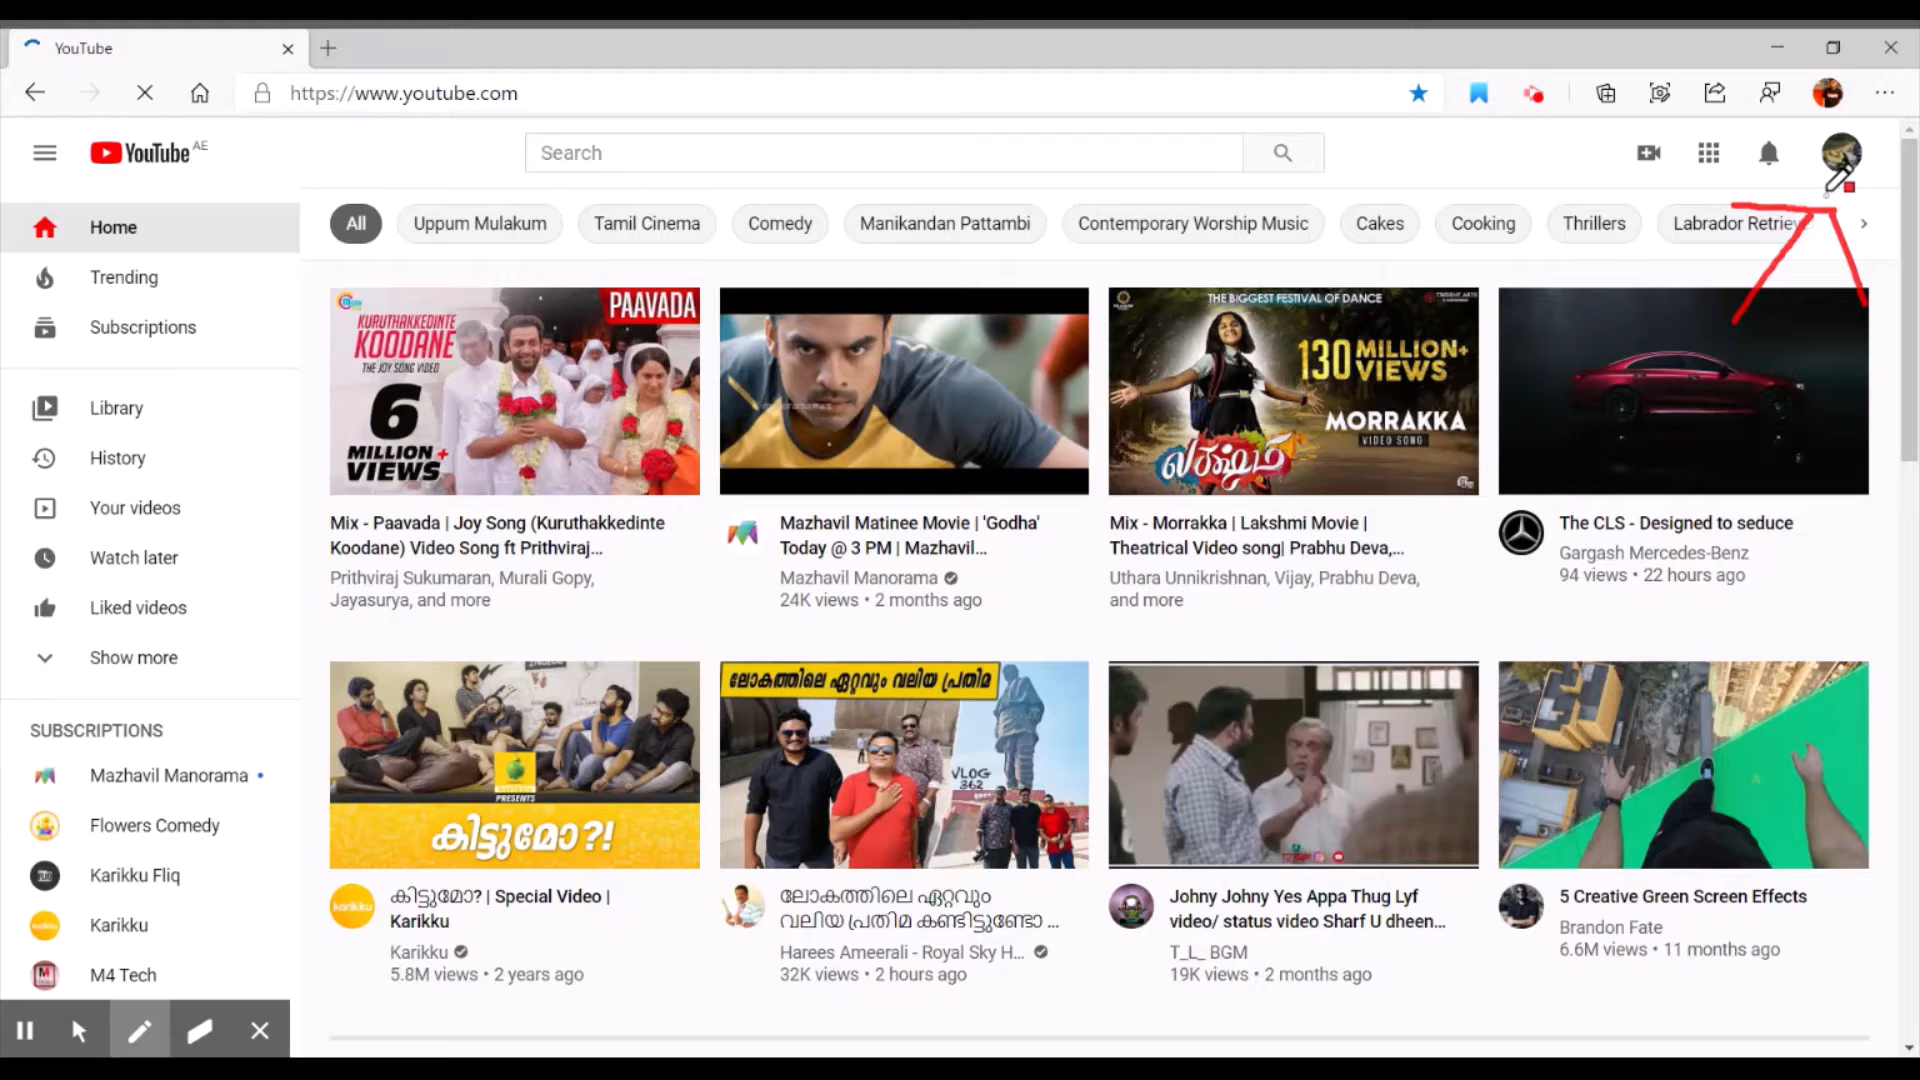 YouTube
https://www.youtube.com
YouTube AE
Search
Home
Trending
Subscriptions
Library
History
Your videos
Watch later
Liked videos
Show more
SUBSCRIPTIONS
Mazhavil Manorama
Flowers Comedy
Karikku Fliq
Karikku
M4 Tech
All
Uppum Mulakum
Tamil Cinema
Comedy
Manikandan Pattambi
Contemporary Worship Music
Cakes
Cooking
Thrillers
Labrador Retrieve
PAAVADA
KURUTHAKKEDINTE
KOODANE
THE JOY SONG VIDEO
6
MILLION+
VIEWS
Mix - Paavada | Joy Song (Kuruthakkedinte
Koodane) Video Song ft Prithviraj...
Prithviraj Sukumaran, Murali Gopy,
Jayasurya, and more
Mazhavil Matinee Movie | 'Godha'
Today @ 3 PM | Mazhavil...
Mazhavil Manorama
24K views • 2 months ago
THE BIGGEST FESTIVAL OF DANCE
130 MILLION+
VIEWS
MORRAKKA
VIDEO SONG
Mix - Morrakka | Lakshmi Movie |
Theatrical Video song| Prabhu Deva,...
Uthara Unnikrishnan, Vijay, Prabhu Deva,
and more
The CLS - Designed to seduce
Gargash Mercedes-Benz
94 views • 22 hours ago
PRESENTS
കിട്ടുമോ?!
karikku
കിട്ടുമോ? | Special Video |
Karikku
Karikku
5.8M views • 2 years ago
ലോകത്തിലെ ഏറ്റവും വലിയ പ്രതിമ
VLOG
362
ലോകത്തിലെ ഏറ്റവും
വലിയ പ്രതിമ കണ്ടിട്ടുണ്ടോ ...
Harees Ameerali - Royal Sky H...
32K views • 2 hours ago
Johny Johny Yes Appa Thug Lyf
video/ status video Sharf U dheen...
T_L_ BGM
19K views • 2 months ago
5 Creative Green Screen Effects
Brandon Fate
6.6M views • 11 months ago